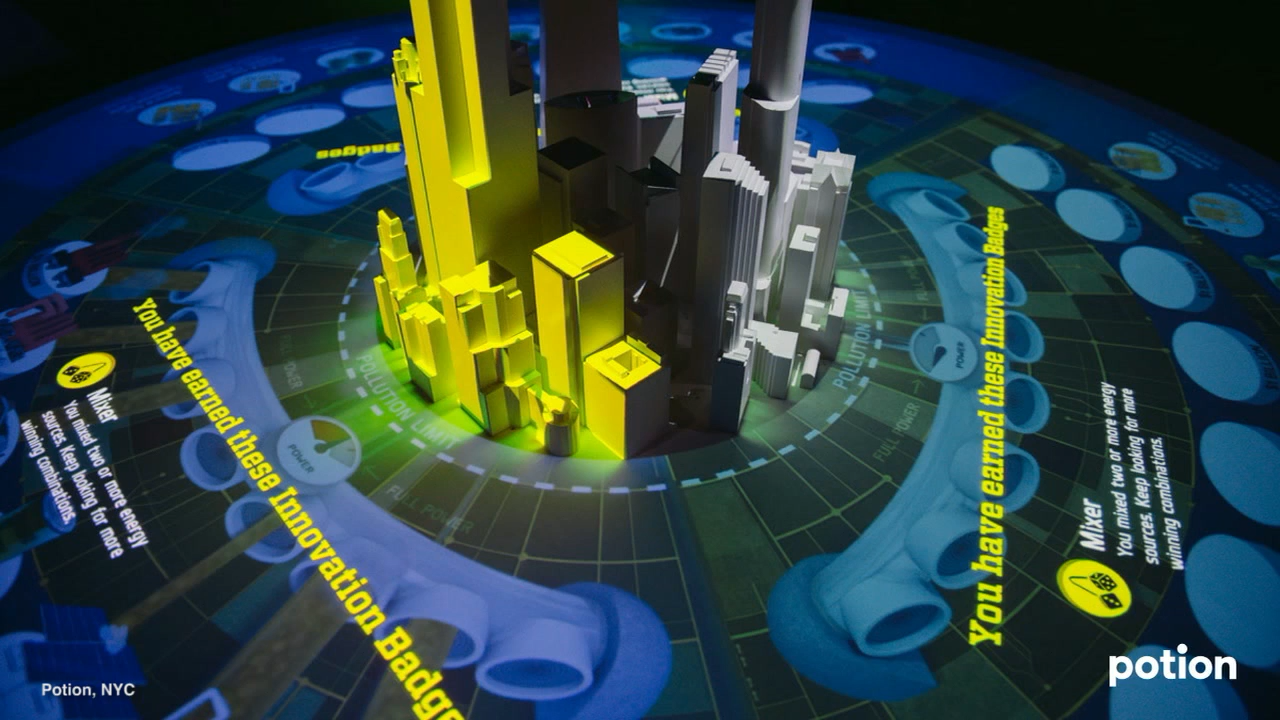 Badges
You have earned these Innovation Badge
Mixer
You mixed two or more energy
sources. Keep looking for more
winning combinations.
POWER
POLLUTION LIMIT
FULL POWER
POLLUTION LIMIT
FULL POWER
POWER
You have earned these Innovation Badges
Mixer
You mixed two or more energy
sources. Keep looking for more
winning combinations.
Potion, NYC
potion